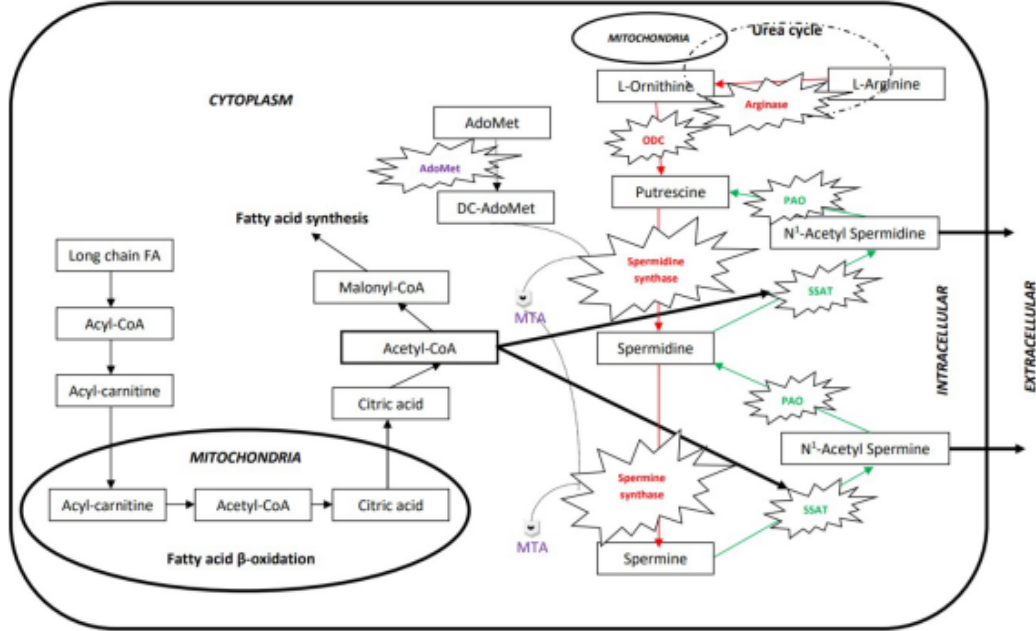 MITOCHONDRIA
Urea cycle
L-Ornithine
L-Arginine
Arginase
CYTOPLASM
AdoMet
ODC
AdoMet
Putrescine
PAO
DC-AdoMet
Fatty acid synthesis
N¹-Acetyl Spermidine
Long chain FA
Spermidine
synthase
Malonyl-CoA
SSAT
MTA
Acyl-CoA
Acetyl-CoA
Spermidine
INTRACELLULAR
EXTRACELLULAR
Acyl-carnitine
Citric acid
PAO
N¹-Acetyl Spermine
MITOCHONDRIA
Spermine
synthase
Acyl-carnitine
Acetyl-CoA
Citric acid
SSAT
MTA
Fatty acid β-oxidation
Spermine